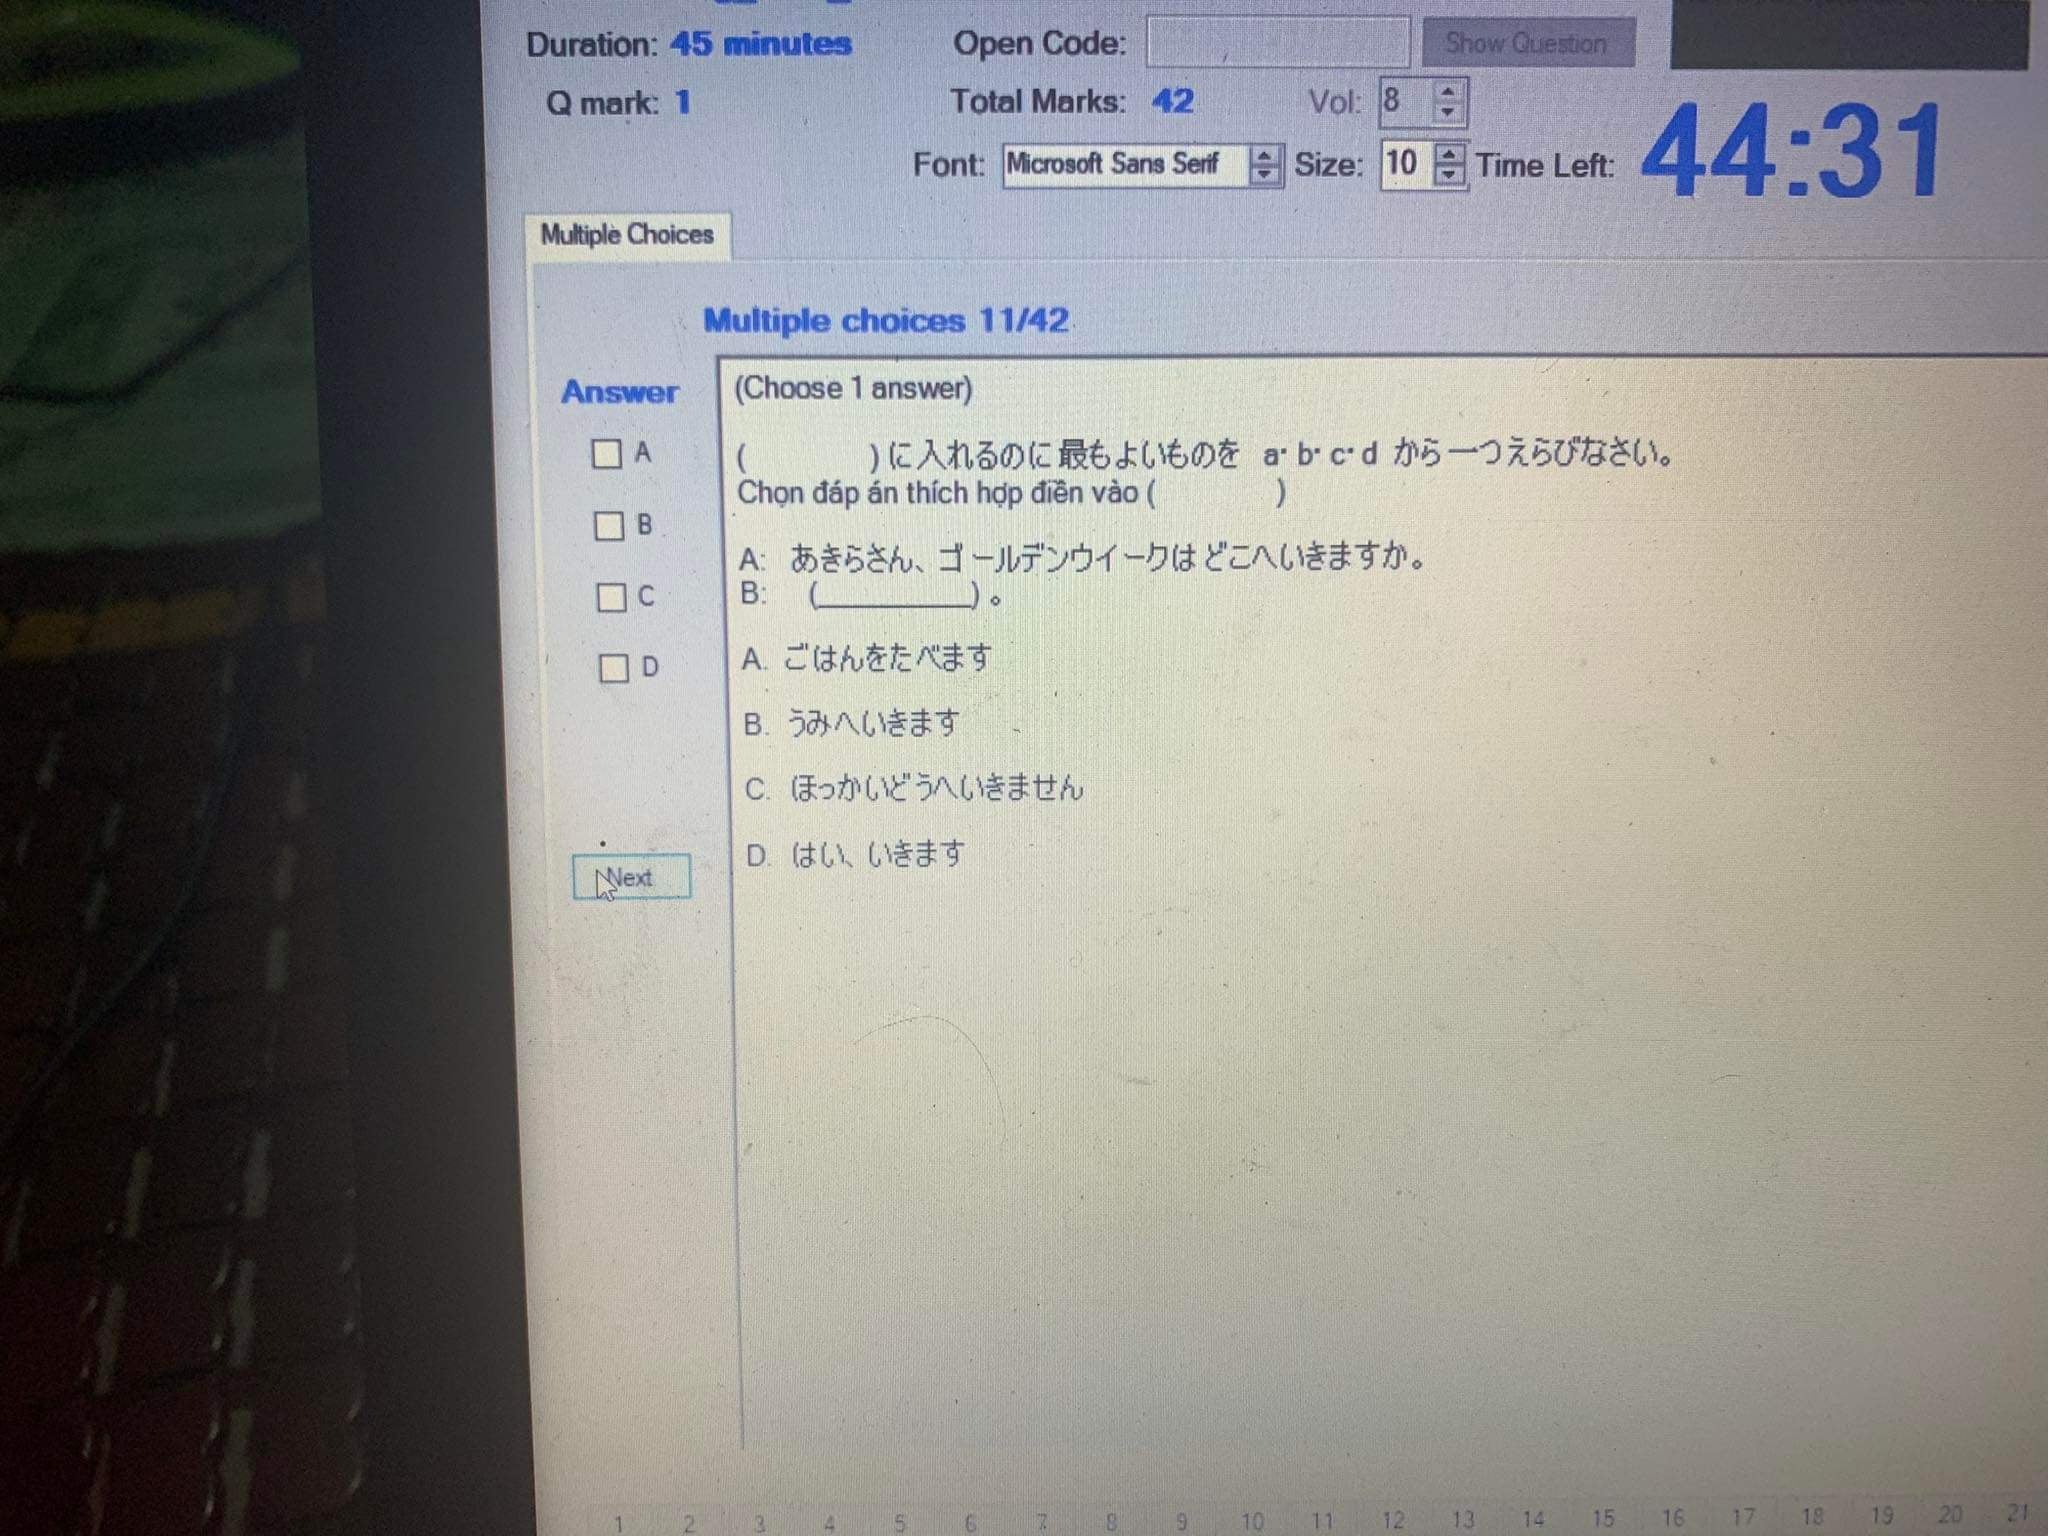 Duration: 45 minutes
Open Code:
Show Question
Q mark: 1
Total Marks: 42
Vol: 8
Font: Microsoft Sans Serif
Size: 10
Time Left: 44:31
Multiple Choices
Multiple choices 11/42
Answer
A
B
C
D
Next
(Choose 1 answer)
( )に入れるのに最もよいものを a· b· c· d から一つえらびなさい。
Chọn đáp án thích hợp điền vào ( )
A: あきらさん、ゴールデンウイークはどこへいきますか。
B: (__________)。
A. ごはんをたべます
B. うみへいきます
C. ほっかいどうへいきません
D. はい、いきます
1 2 3 4 5 6 7 8 9 10 11 12 13 14 15 16 17 18 19 20 21